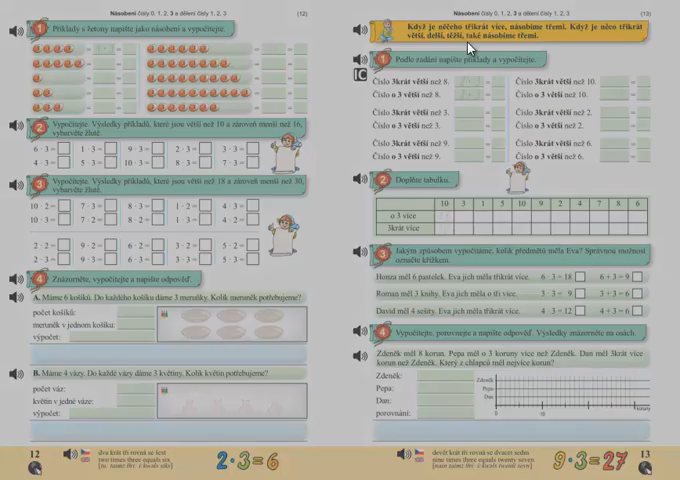 Násobení čísly 0, 1, 2, 3 a dělení čísly 1, 2, 3
(12)
1 Příklady s žetony napište jako násobení a vypočítejte.
2 Vypočítejte. Výsledky příkladů, které jsou větší než 10 a zároveň menší než 16,
vybarvěte žlutě.
6 · 3 = 1 · 3 = 9 · 3 = 2 · 3 = 3 · 3 =
4 · 3 = 5 · 3 = 10 · 3 = 8 · 3 = 7 · 3 =
3 Vypočítejte. Výsledky příkladů, které jsou větší než 18 a zároveň menší než 30,
vybarvěte žlutě.
10 · 2 = 7 · 3 = 8 · 3 = 1 · 3 = 4 · 2 =
10 · 3 = 7 · 2 = 8 · 2 = 1 · 2 = 4 · 3 =
2 · 2 = 9 · 2 = 6 · 2 = 3 · 2 = 5 · 2 =
2 · 3 = 9 · 3 = 6 · 3 = 3 · 3 = 5 · 3 =
4 Znázorněte, vypočítejte a napište odpověď.
A. Máme 6 košíků. Do každého košíku dáme 3 meruňky. Kolik meruněk potřebujeme?
počet košíků:
meruněk v jednom košíku:
výpočet:
B. Máme 4 vázy. Do každé vázy dáme 3 květiny. Kolik květin potřebujeme?
počet váz:
květin v jedné váze:
výpočet:
12
dva krát tři rovná se šest
two times three equals six
2·3=6
Násobení čísly 0, 1, 2, 3 a dělení čísly 1, 2, 3
(13)
Když je něčeho třikrát více, násobíme třemi. Když je něco třikrát
větší, delší, těžší, také násobíme třemi.
1 Podle zadání napište příklady a vypočítejte.
Číslo 3krát větší než 8. = Číslo 3krát větší než 10. =
Číslo o 3 větší než 8. = Číslo o 3 větší než 10. =
Číslo 3krát větší než 3. = Číslo 3krát větší než 2. =
Číslo o 3 větší než 3. = Číslo o 3 větší než 2. =
Číslo 3krát větší než 9. = Číslo 3krát větší než 6. =
Číslo o 3 větší než 9. = Číslo o 3 větší než 6. =
2 Doplňte tabulku.
10 3 1 5 9 2 4 7 8 6
o 3 více
3krát více
3 Jakým způsobem vypočítáme, kolik předmětů měla Eva? Správnou možnost
označte křížkem.
Honza měl 6 pastelek. Eva jich měla třikrát více. 6 · 3 = 18 6 + 3 = 9
Roman měl 3 knihy. Eva jich měla o tři více. 3 · 3 = 9 3 + 3 = 6
David měl 4 sešity. Eva jich měla třikrát více. 4 · 3 = 12 4 + 3 = 7
4 Vypočítejte, porovnejte a napište odpověď. Výsledky znázorněte na osách.
Zdeněk měl 8 korun. Pepa měl o 3 koruny více než Zdeněk. Dan měl 3krát více
korun než Zdeněk. Který z chlapců měl nejvíce korun?
Zdeněk:
Pepa:
Dan:
porovnání:
Zdeněk
Pepa
Dan
0 10 koruny
devět krát tři rovná se dvacet sedm
nine times three equals twenty seven
9·3=27
13